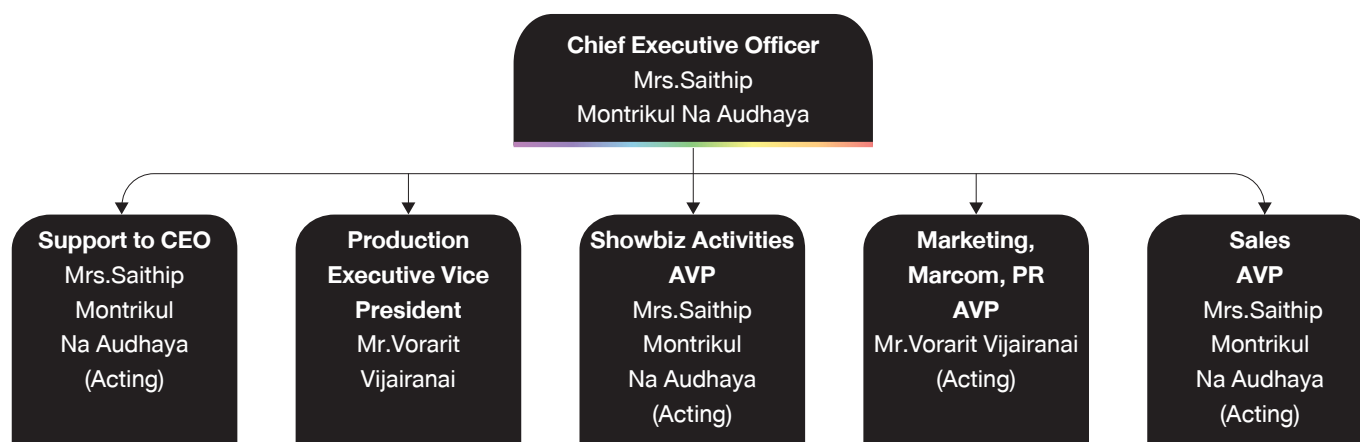 Chief Executive Officer
Mrs.Saithip
Montrikul Na Audhaya
Support to CEO
Mrs.Saithip
Montrikul
Na Audhaya
(Acting)
Production
Executive Vice
President
Mr.Vorarit
Vijairanai
Showbiz Activities
AVP
Mrs.Saithip
Montrikul
Na Audhaya
(Acting)
Marketing,
Marcom, PR
AVP
Mr.Vorarit Vijairanai
(Acting)
Sales
AVP
Mrs.Saithip
Montrikul
Na Audhaya
(Acting)